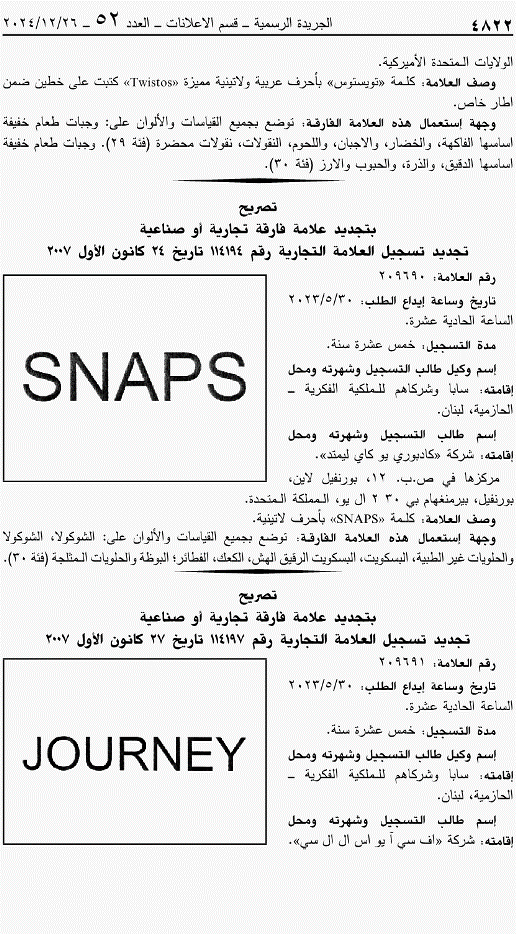 ٤٨٢٢ الجريدة الرسمية – قسم الاعلانات – العدد ٥٢ – ٢٠٢٤/١٢/٢٦
الولايات المتحدة الأميركية.
وصف العلامة: كلمة «تويستوس» بأحرف عربية ولاتينية مميزة «Twistos» كتبت على خطين ضمن
اطار خاص.
وجهة إستعمال هذه العلامة الفارقة: توضع بجميع القياسات والألوان على: وجبات طعام خفيفة
اساسها الفاكهة، والخضار، والاجبان، واللحوم، النقولات، نقولات محضرة (فئة ٢٩). وجبات طعام خفيفة
اساسها الدقيق، والذرة، والحبوب والارز (فئة ٣٠).
تصريح
بتجديد علامة فارقة تجارية أو صناعية
تجديد تسجيل العلامة التجارية رقم ١١٤١٩٤ تاريخ ٢٤ كانون الأول ٢٠٠٧
رقم العلامة: ٢٠٩٦٩٠
تاريخ وساعة إيداع الطلب: ٢٠٢٣/٥/٣٠
الساعة الحادية عشرة.
مدة التسجيل: خمس عشرة سنة.
إسم وكيل طالب التسجيل وشهرته ومحل
إقامته: سابا وشركاهم للملكية الفكرية –
الحازمية، لبنان.
إسم طالب التسجيل وشهرته ومحل
إقامته: شركة «كادبوري يو كاي ليمتد».
مركزها في ص.ب. ١٢، بورنفيل لاين،
بورنفيل، بيرمنغهام بي ٣٠ ٢ ال يو، المملكة المتحدة.
SNAPS
وصف العلامة: كلمة «SNAPS» بأحرف لاتينية.
وجهة إستعمال هذه العلامة الفارقة: توضع بجميع القياسات والألوان على: الشوكولا، الشوكولا
والحلويات غير الطبية، البسكويت، البسكويت الرقيق الهش، الكعك، الفطائر؛ البوظة والحلويات المثلجة (فئة ٣٠).
تصريح
بتجديد علامة فارقة تجارية أو صناعية
تجديد تسجيل العلامة التجارية رقم ١١٤١٩٧ تاريخ ٢٧ كانون الأول ٢٠٠٧
رقم العلامة: ٢٠٩٦٩١
تاريخ وساعة إيداع الطلب: ٢٠٢٣/٥/٣٠
الساعة الحادية عشرة.
مدة التسجيل: خمس عشرة سنة.
إسم وكيل طالب التسجيل وشهرته ومحل
إقامته: سابا وشركاهم للملكية الفكرية –
الحازمية، لبنان.
إسم طالب التسجيل وشهرته ومحل
إقامته: شركة «اف سي آ يو اس ال ال سي».
JOURNEY